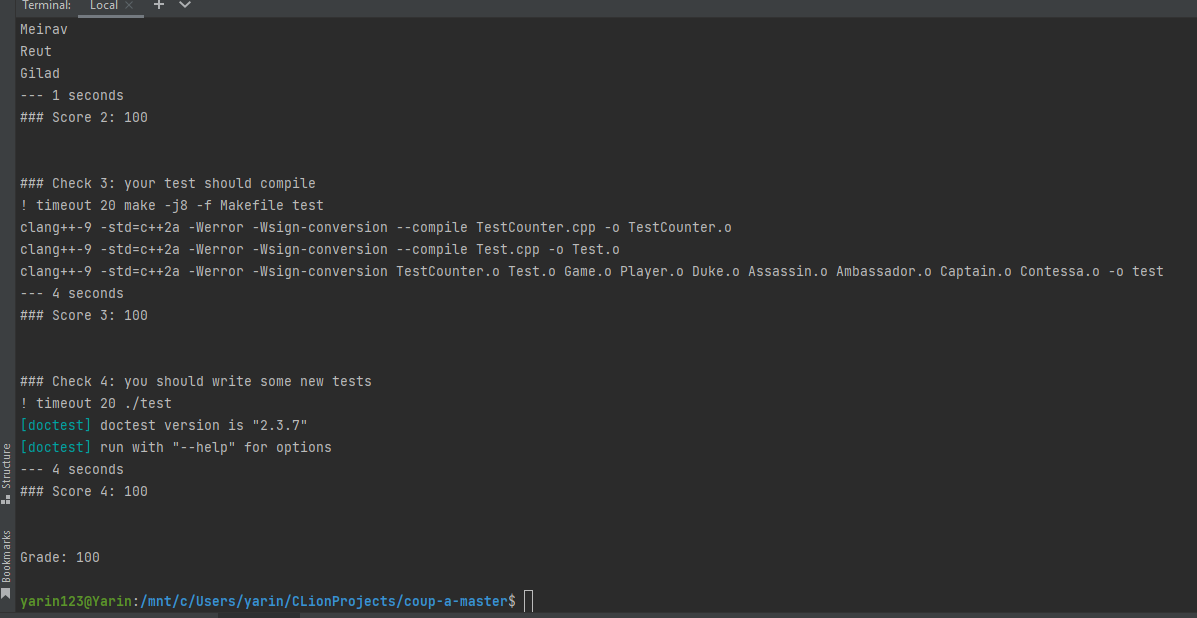 Terminal: Local × +
Meirav
Reut
Gilad
--- 1 seconds
### Score 2: 100
### Check 3: your test should compile
! timeout 20 make -j8 -f Makefile test
clang++-9 -std=c++2a -Werror -Wsign-conversion --compile TestCounter.cpp -o TestCounter.o
clang++-9 -std=c++2a -Werror -Wsign-conversion --compile Test.cpp -o Test.o
clang++-9 -std=c++2a -Werror -Wsign-conversion TestCounter.o Test.o Game.o Player.o Duke.o Assassin.o Ambassador.o Captain.o Contessa.o -o test
--- 4 seconds
### Score 3: 100
### Check 4: you should write some new tests
! timeout 20 ./test
[doctest] doctest version is "2.3.7"
[doctest] run with "--help" for options
--- 4 seconds
### Score 4: 100
Grade: 100
yarin123@Yarin:/mnt/c/Users/yarin/CLionProjects/coup-a-master$
Structure
Bookmarks